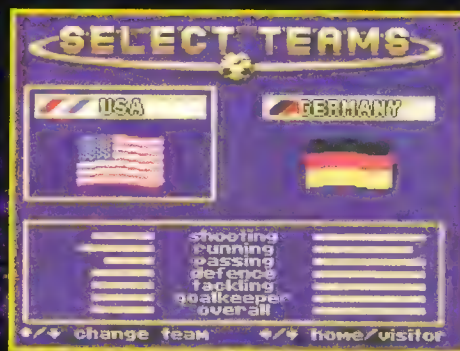 SELECT TEAMS
USA GERMANY
shooting
running
passing
defence
tackling
goalkeeper
overall
change team home/visitor